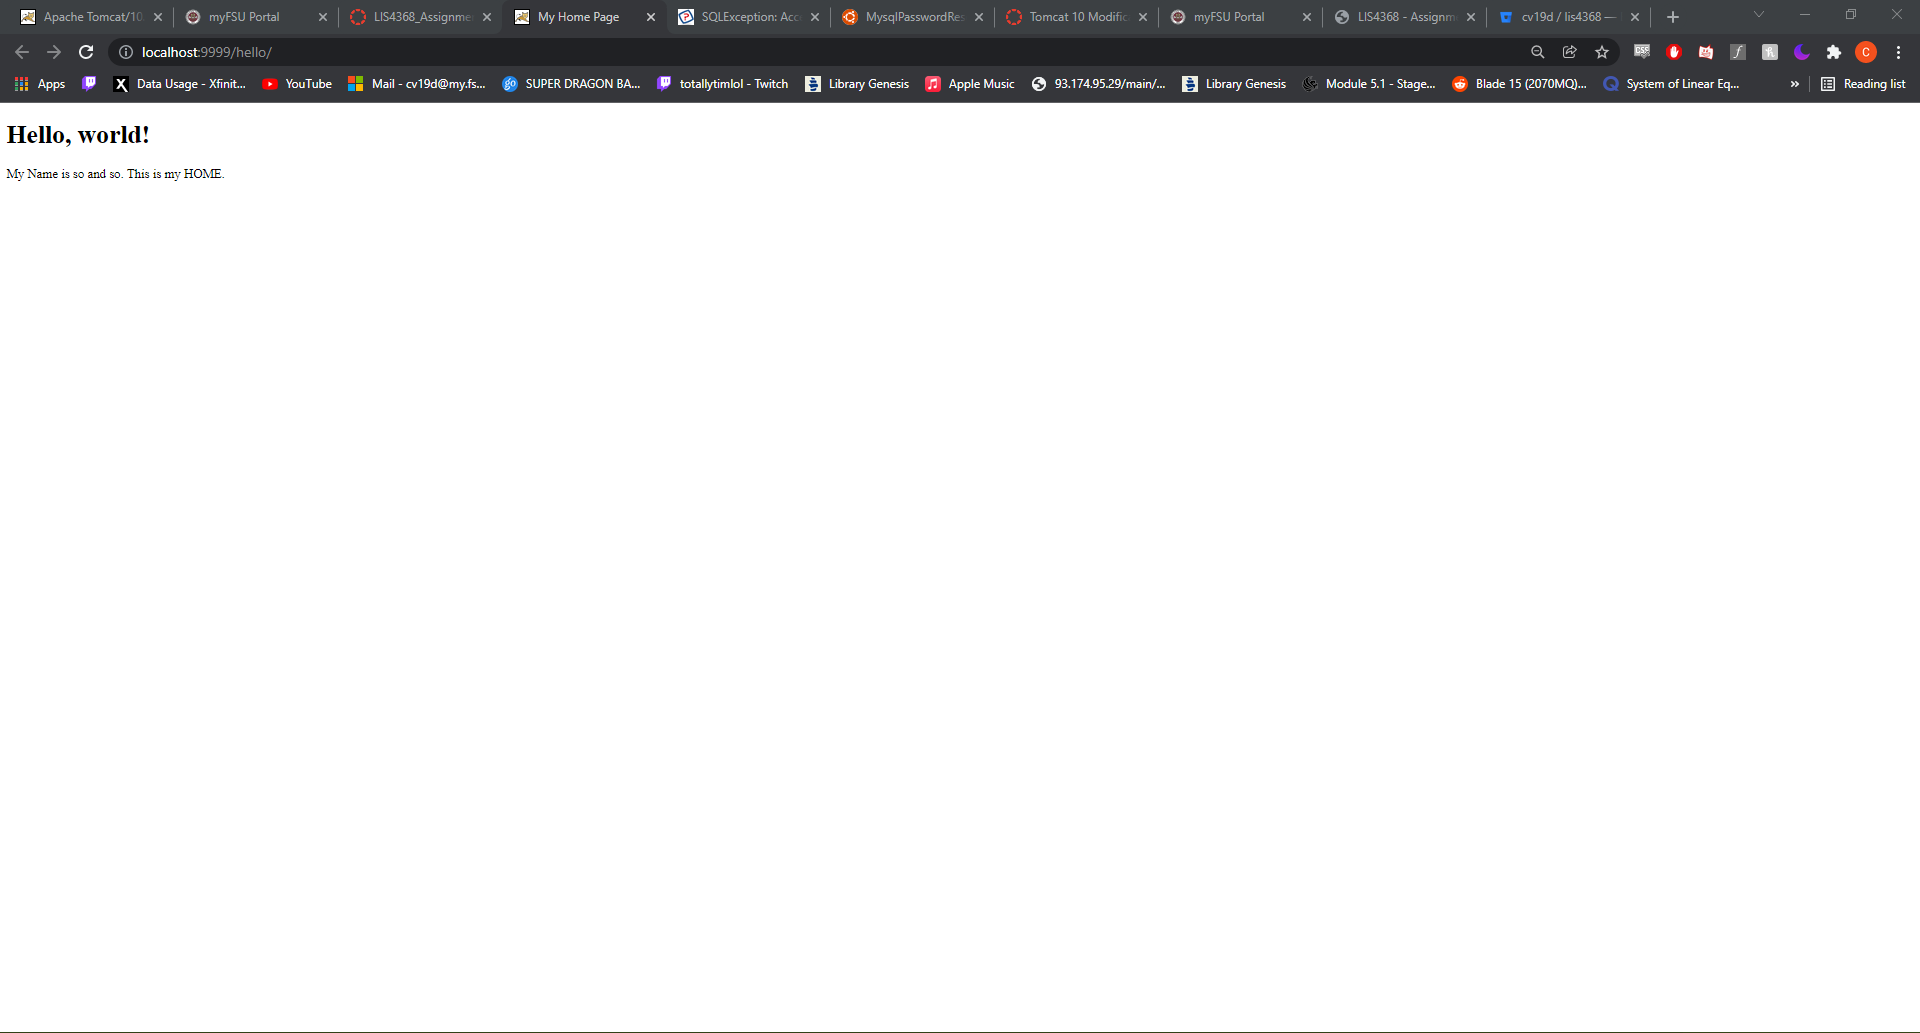 Apache Tomcat/10
myFSU Portal
LIS4368_Assignme
My Home Page
SQLException: Acc
MysqlPasswordRes
Tomcat 10 Modific
myFSU Portal
LIS4368 - Assignm
cv19d / lis4368 —
localhost:9999/hello/
Apps
Data Usage - Xfinit...
YouTube
Mail - cv19d@my.fs...
SUPER DRAGON BA...
totallytimlol - Twitch
Library Genesis
Apple Music
93.174.95.29/main/...
Library Genesis
Module 5.1 - Stage...
Blade 15 (2070MQ)...
System of Linear Eq...
»
Reading list
Hello, world!
My Name is so and so. This is my HOME.